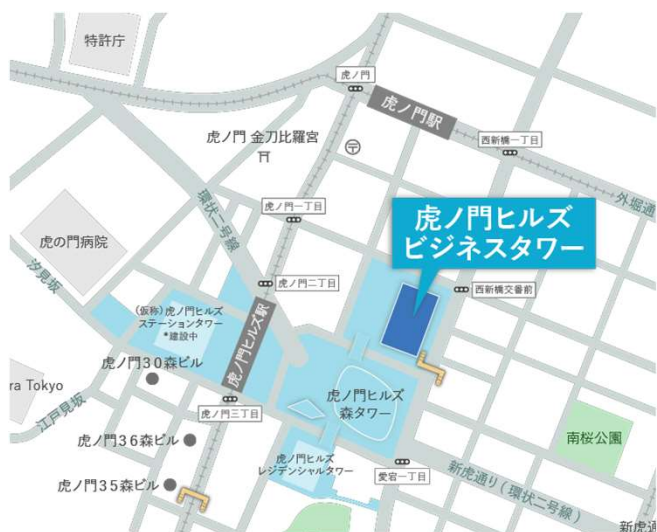 特許庁
虎ノ門
虎ノ門駅
虎ノ門 金刀比羅宮
西新橋一丁目
外堀通
環状二号線
虎ノ門一丁目
虎の門病院
虎ノ門ヒルズ
ビジネスタワー
汐見坂
虎ノ門二丁目
西新橋交番前
(仮称)虎ノ門ヒルズ
ステーションタワー
*建設中
虎ノ門ヒルズ駅
虎ノ門30森ビル
ra Tokyo
虎ノ門ヒルズ
森タワー
江戸見坂
虎ノ門三丁目
虎ノ門36森ビル
南桜公園
虎ノ門ヒルズ
レジデンシャルタワー
愛宕一丁目
新虎通り(環状二号線)
虎ノ門35森ビル
新虎通